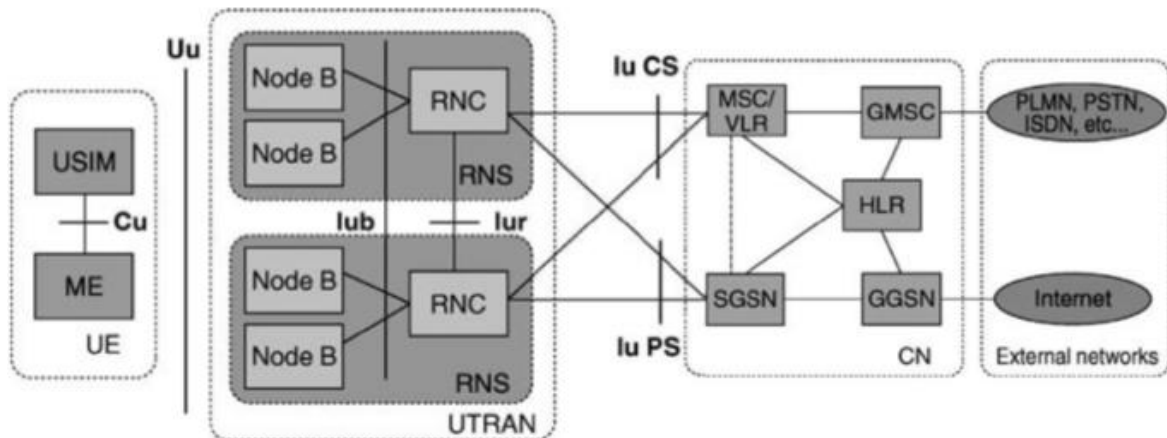 Uu
Node B
RNC
Node B
RNS
Iub
Iur
Node B
RNC
Node B
RNS
UTRAN
USIM
Cu
ME
UE
Iu CS
Iu PS
MSC/
VLR
GMSC
HLR
SGSN
GGSN
CN
PLMN, PSTN,
ISDN, etc...
Internet
External networks